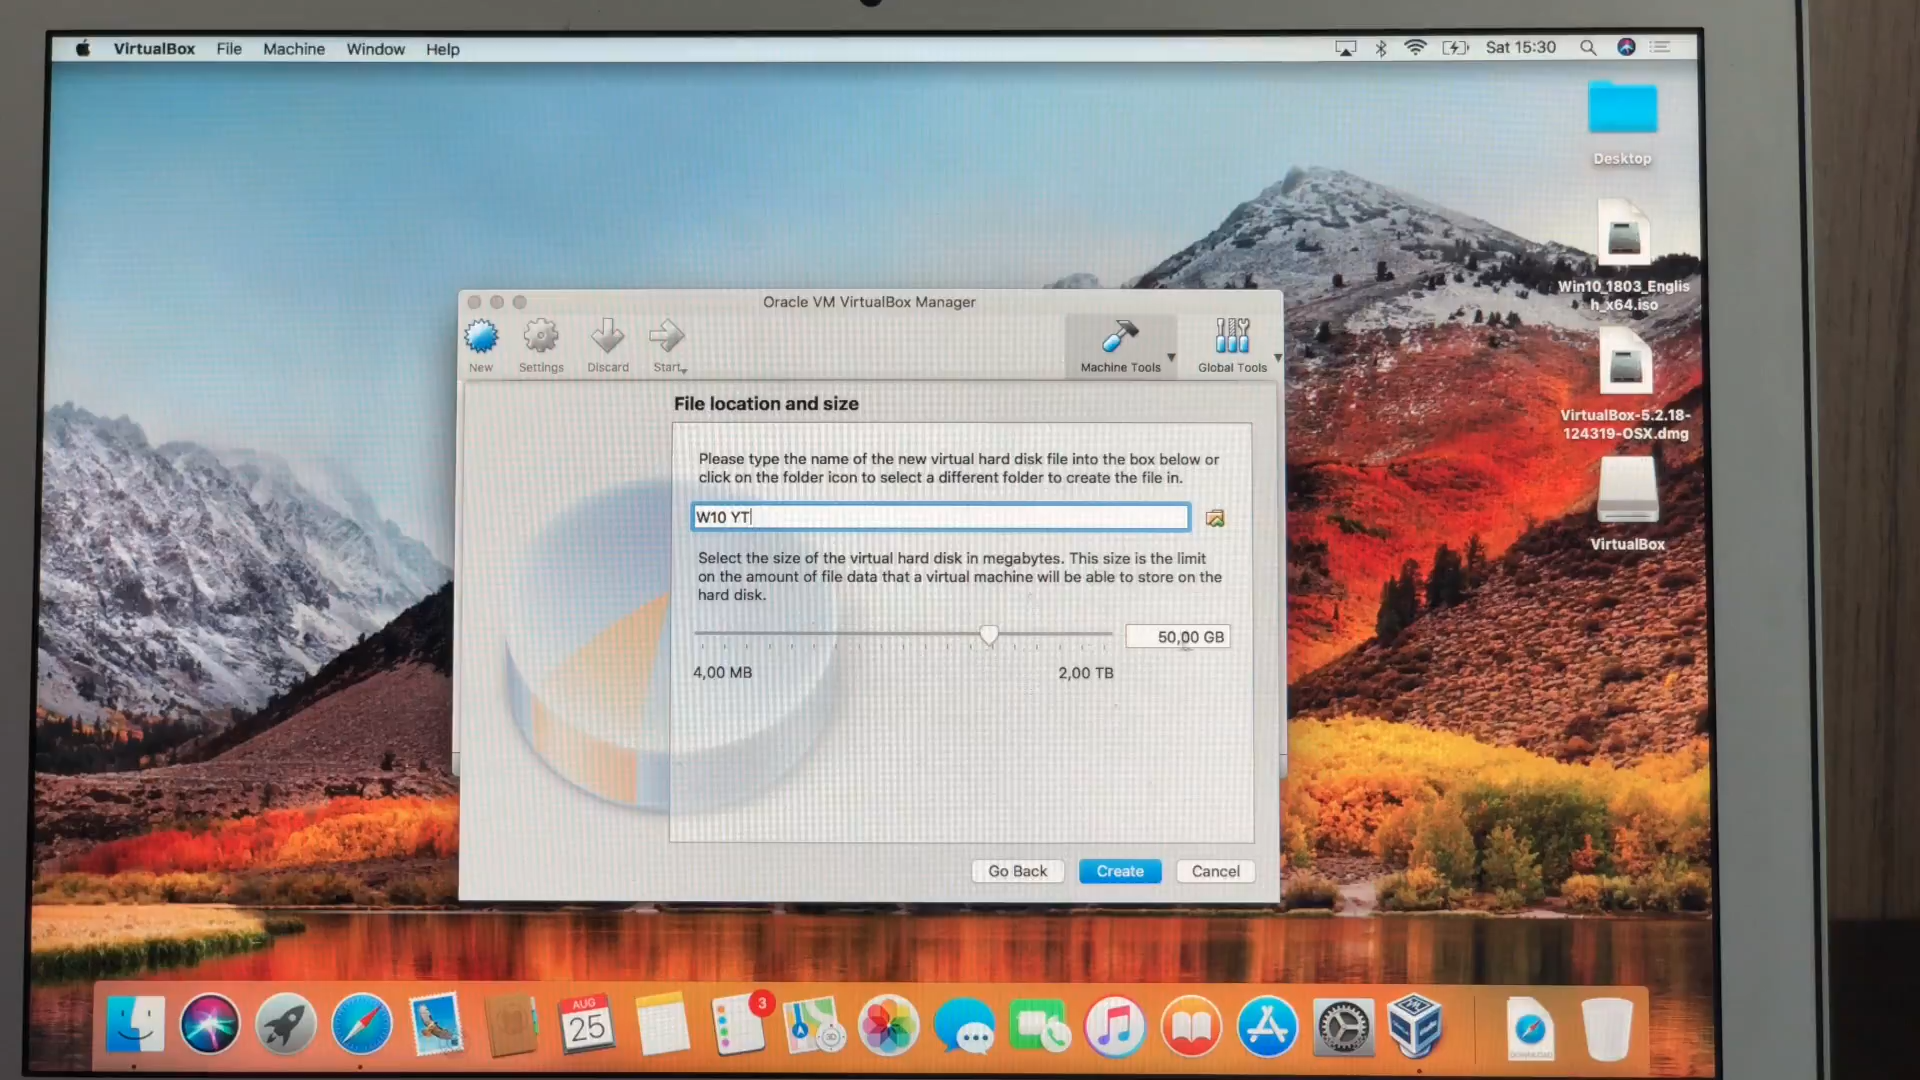 VirtualBox File Machine Window Help
Sat 15:30
Desktop
Win10_1803_Englis
h_x64.iso
VirtualBox-5.2.18-
124319-OSX.dmg
VirtualBox
Oracle VM VirtualBox Manager
New Settings Discard Start
Machine Tools Global Tools
File location and size
Please type the name of the new virtual hard disk file into the box below or
click on the folder icon to select a different folder to create the file in.
W10 YT
Select the size of the virtual hard disk in megabytes. This size is the limit
on the amount of file data that a virtual machine will be able to store on the
hard disk.
50,00 GB
4,00 MB 2,00 TB
Go Back Create Cancel
AUG
25
3
3D
DOWNLOAD